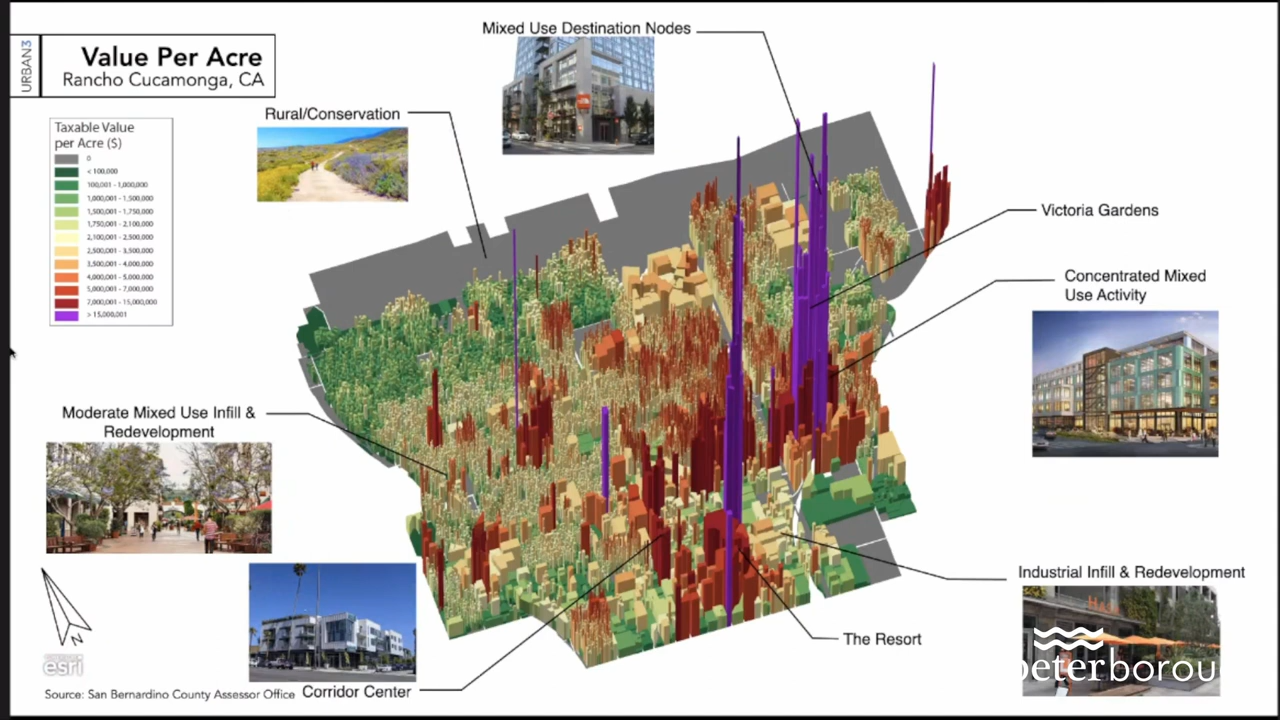 Mixed Use Destination Nodes
URBAN3
Value Per Acre
Rancho Cucamonga, CA
Rural/Conservation
Taxable Value
per Acre ($)
0
< 100,000
100,001 - 1,000,000
1,000,001 - 1,500,000
1,500,001 - 1,750,000
1,750,001 - 2,100,000
2,100,001 - 2,500,000
2,500,001 - 3,500,000
3,500,001 - 4,000,000
4,000,001 - 5,000,000
5,000,001 - 7,000,000
7,000,001 - 15,000,000
> 15,000,001
Victoria Gardens
Concentrated Mixed
Use Activity
Moderate Mixed Use Infill &
Redevelopment
Industrial Infill & Redevelopment
The Resort
N
esri
Source: San Bernardino County Assessor Office
Corridor Center
peterborou